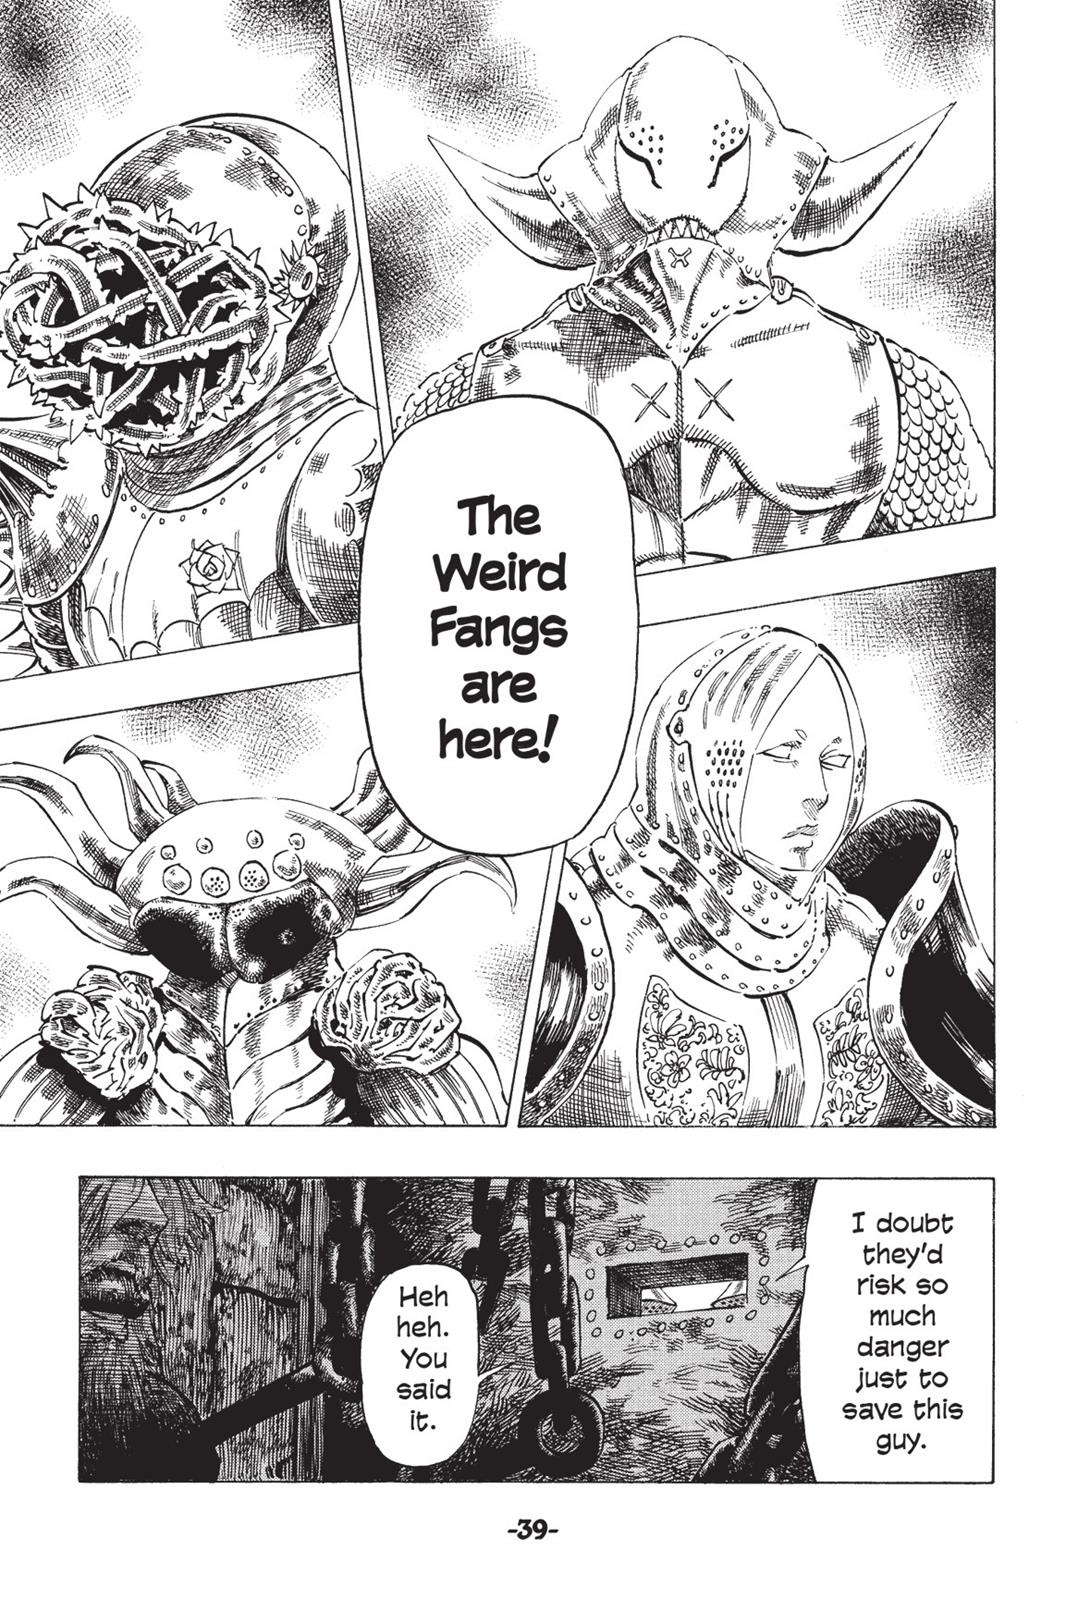 The
Weird
Fangs
are
here!
I doubt
they'd
risk so
much
danger
just to
save this
guy.
Heh
heh.
You
said
it.
-39-